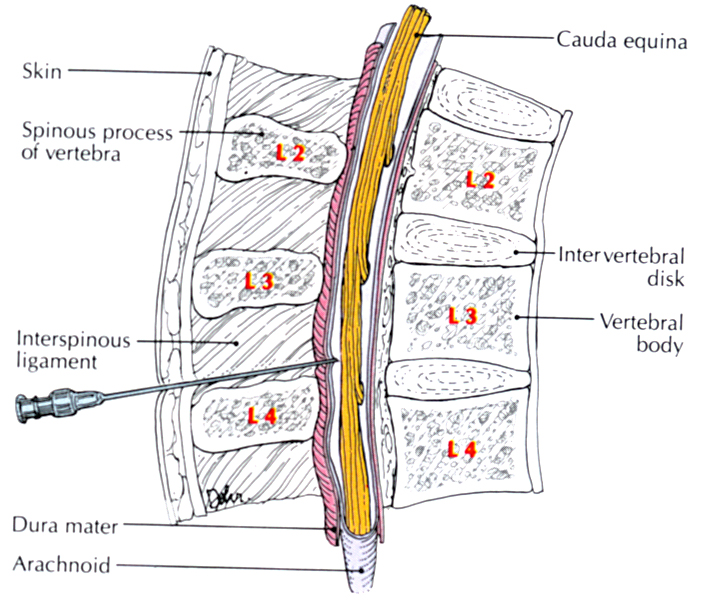 Cauda equina
Skin
Spinous process
of vertebra
L 2
L 2
Intervertebral
disk
L 3
L 3
Vertebral
body
Interspinous
ligament
L 4
L 4
Dura mater
Arachnoid